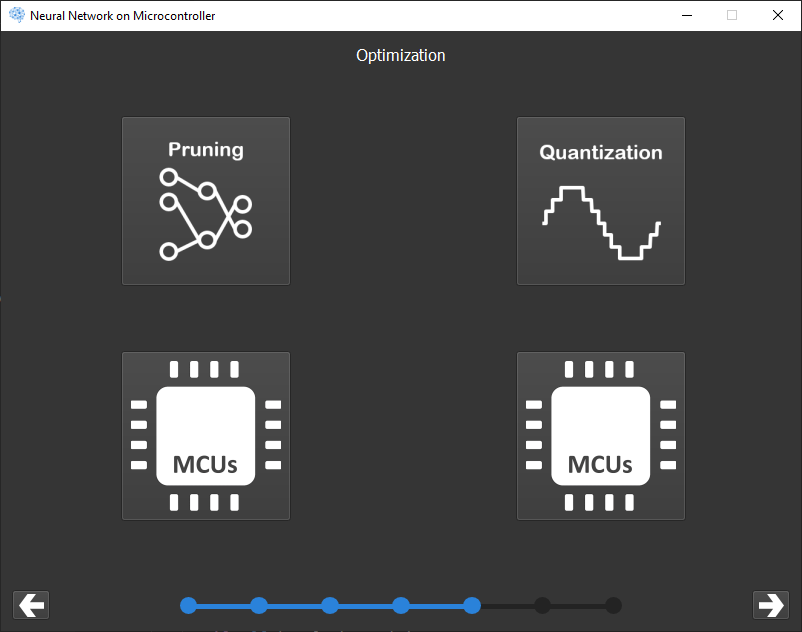 Neural Network on Microcontroller
Optimization
Pruning
Quantization
MCUs
MCUs